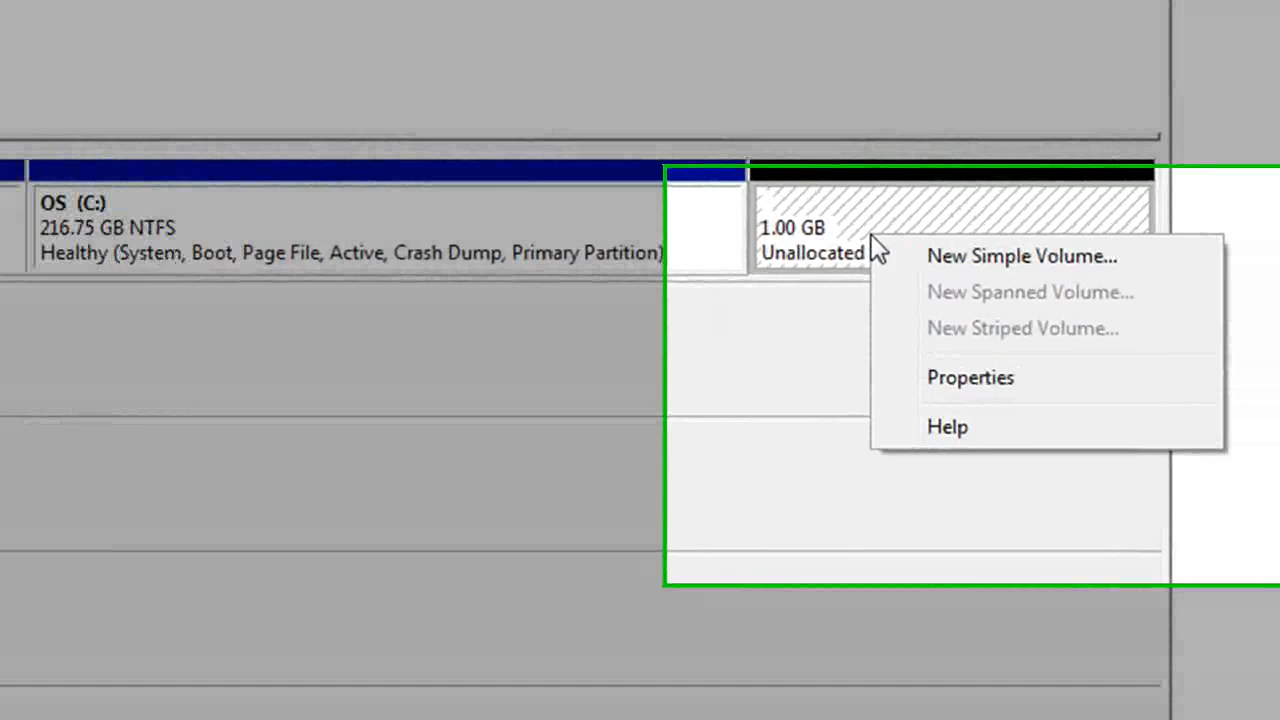 OS (C:)
216.75 GB NTFS
Healthy (System, Boot, Page File, Active, Crash Dump, Primary Partition)
1.00 GB
Unallocated
New Simple Volume...
New Spanned Volume...
New Striped Volume...
Properties
Help